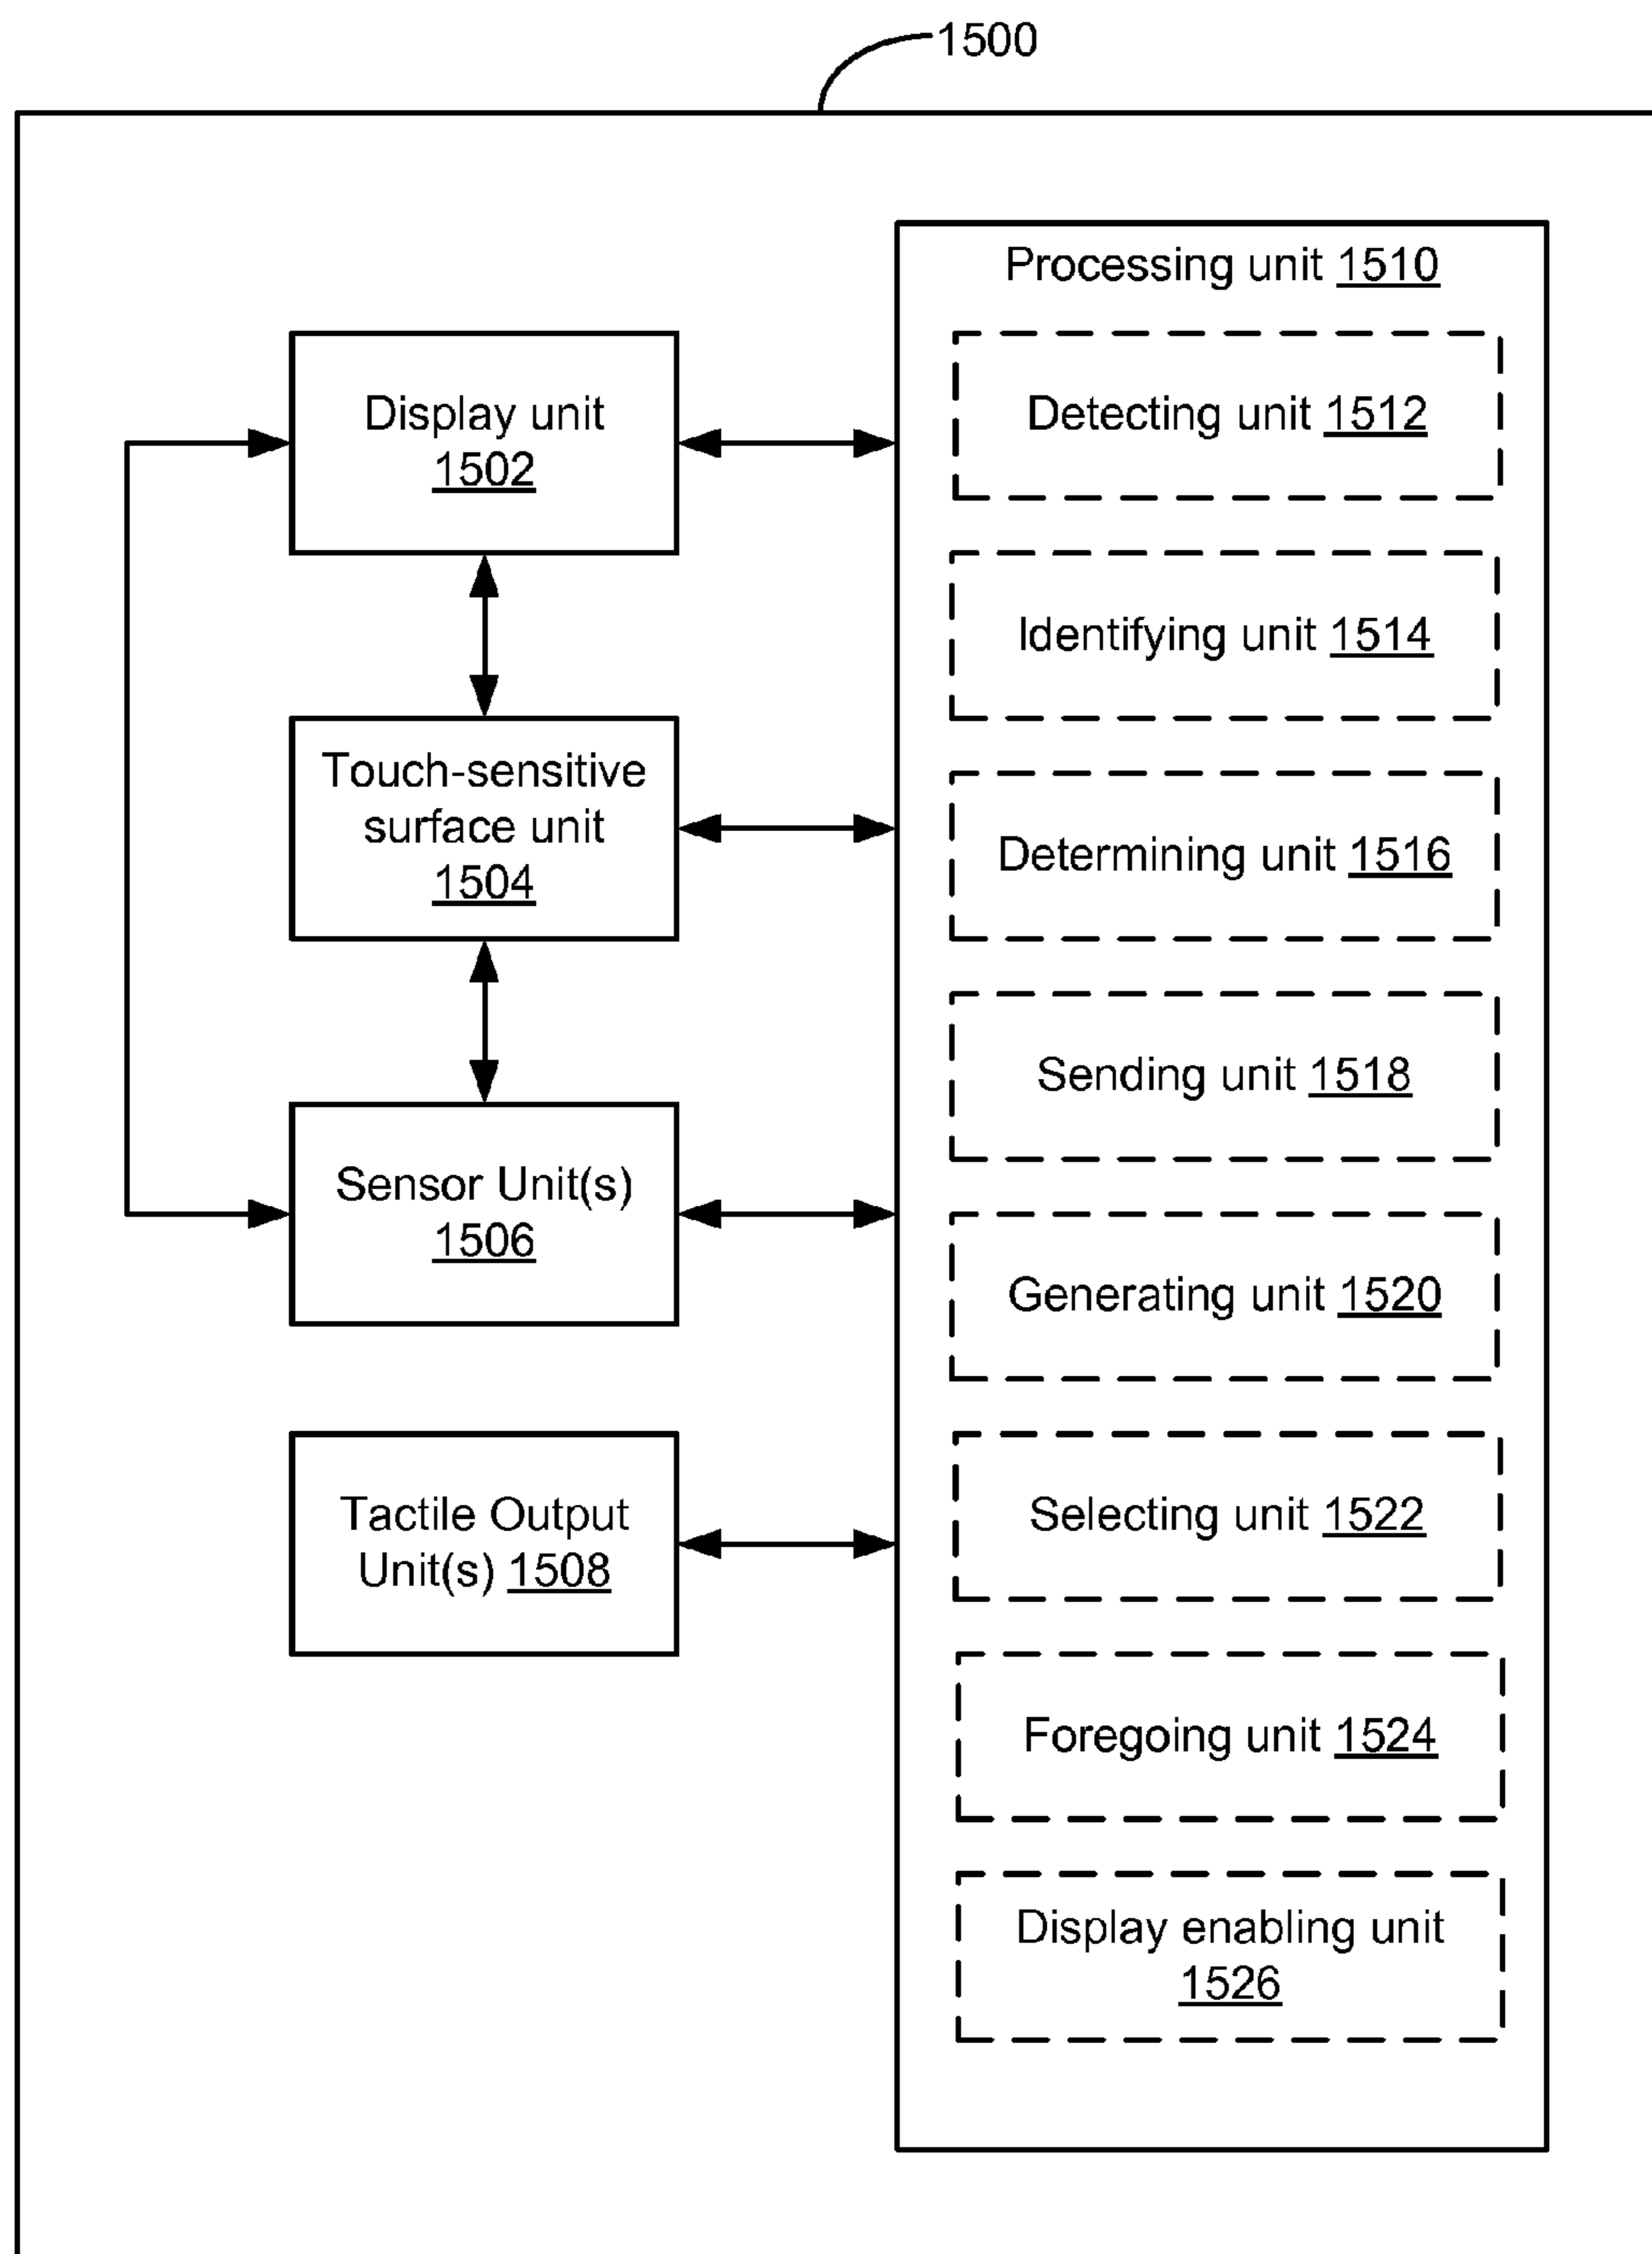 1500
Processing unit 1510
Display unit
1502
Touch-sensitive
surface unit
1504
Sensor Unit(s)
1506
Tactile Output
Unit(s) 1508
Detecting unit 1512
Identifying unit 1514
Determining unit 1516
Sending unit 1518
Generating unit 1520
Selecting unit 1522
Foregoing unit 1524
Display enabling unit
1526